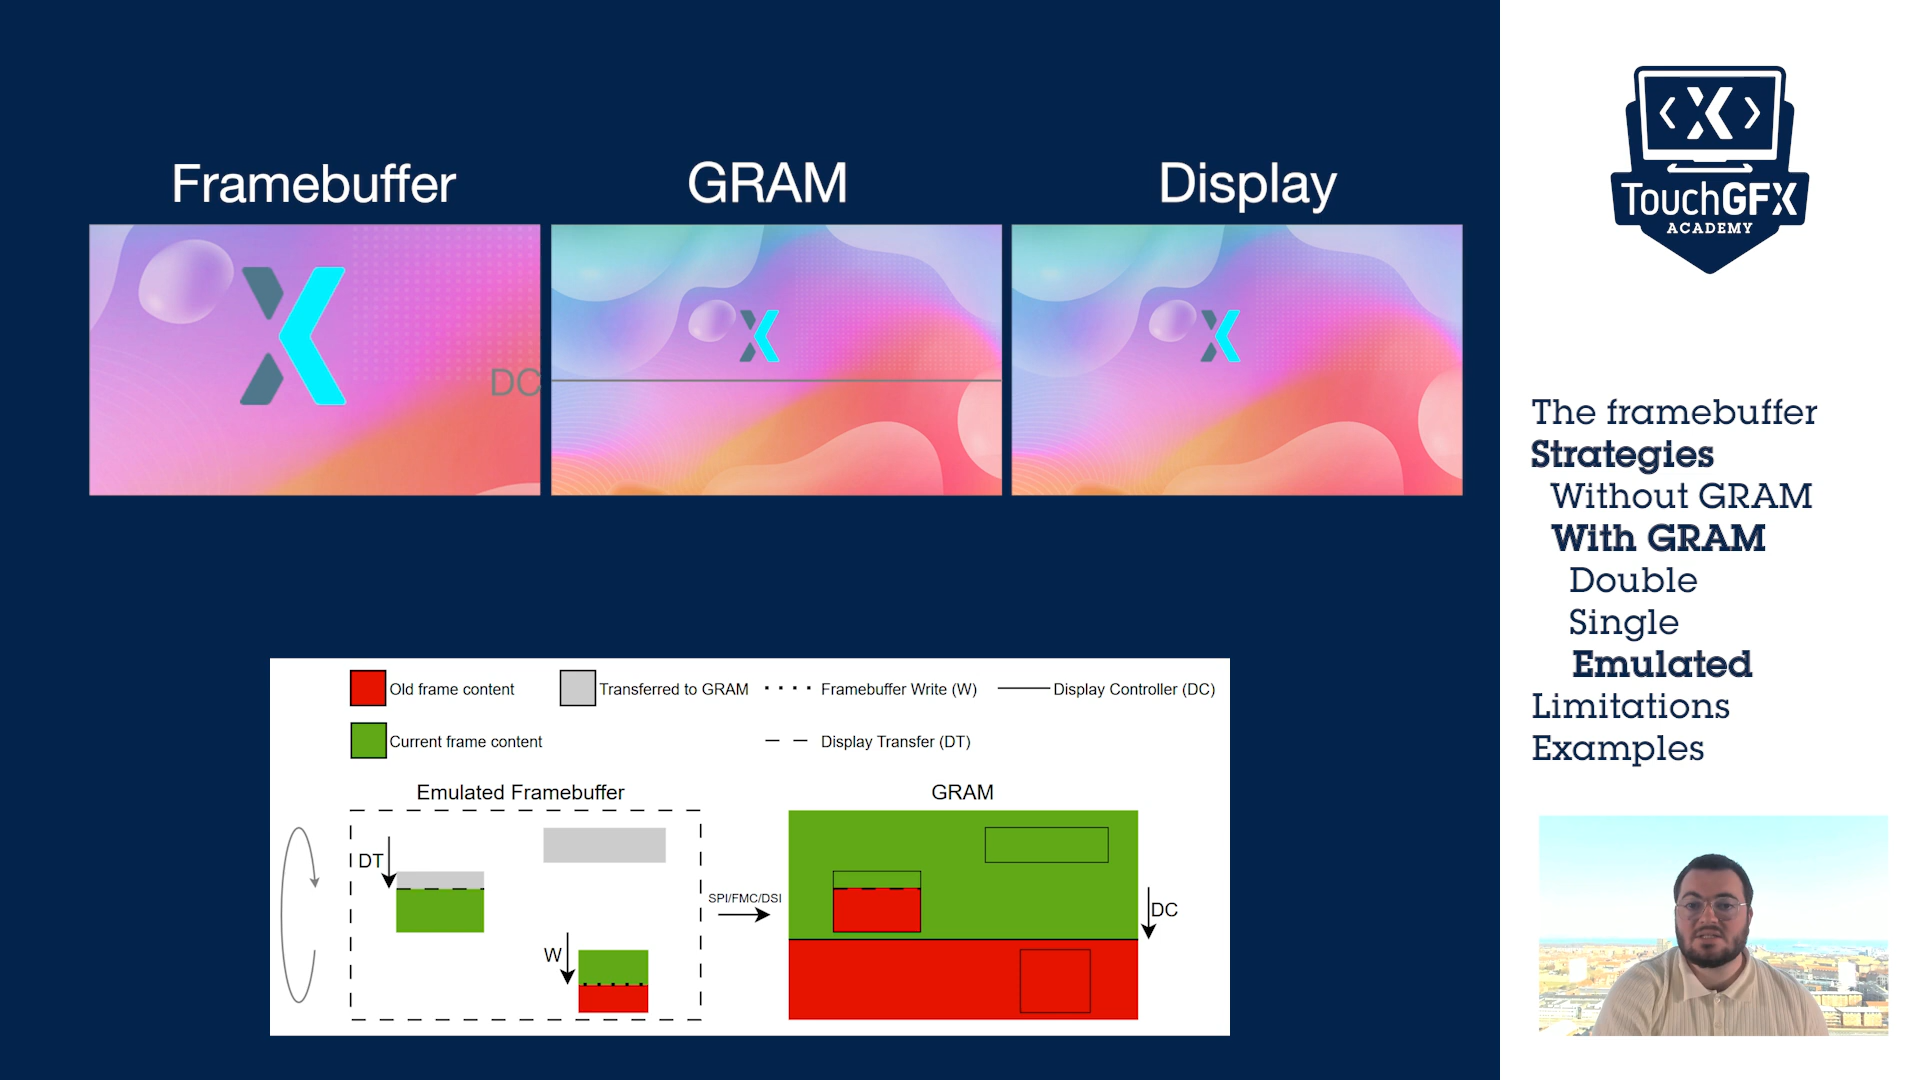 Framebuffer
GRAM
Display
DC
Old frame content
Transferred to GRAM
Framebuffer Write (W)
Display Controller (DC)
Current frame content
Display Transfer (DT)
Emulated Framebuffer
GRAM
DT
SPI/FMC/DSI
DC
W
TouchGFX
ACADEMY
The framebuffer
Strategies
Without GRAM
With GRAM
Double
Single
Emulated
Limitations
Examples